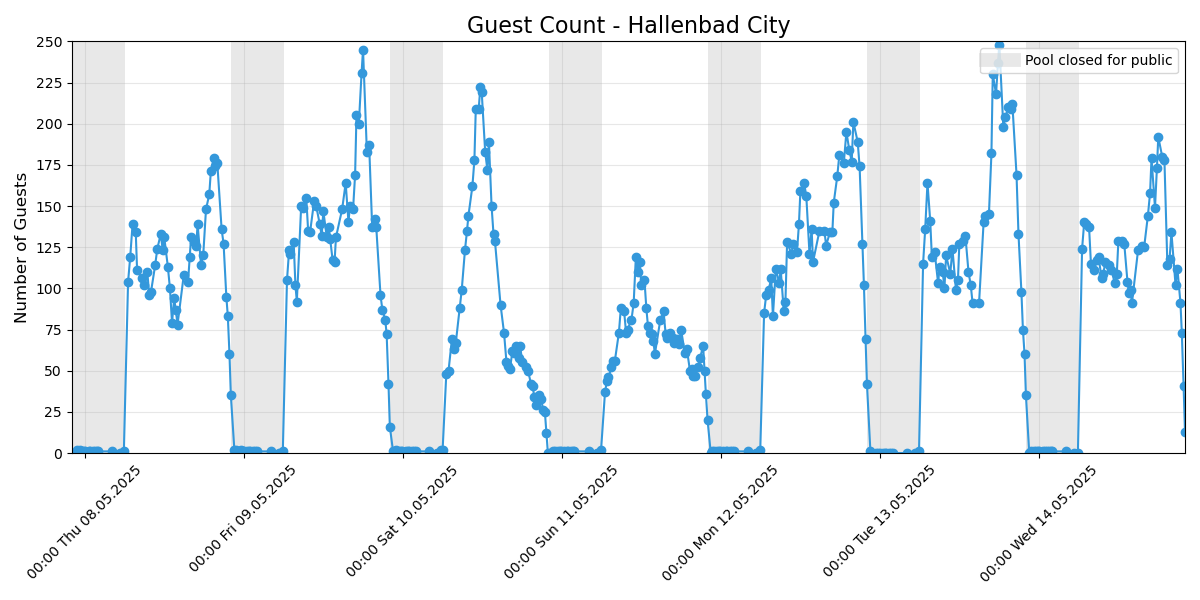 Guest Count - Hallenbad City
Number of Guests
250
225
200
175
150
125
100
75
50
25
0
Pool closed for public
00:00 Thu 08.05.2025
00:00 Fri 09.05.2025
00:00 Sat 10.05.2025
00:00 Sun 11.05.2025
00:00 Mon 12.05.2025
00:00 Tue 13.05.2025
00:00 Wed 14.05.2025